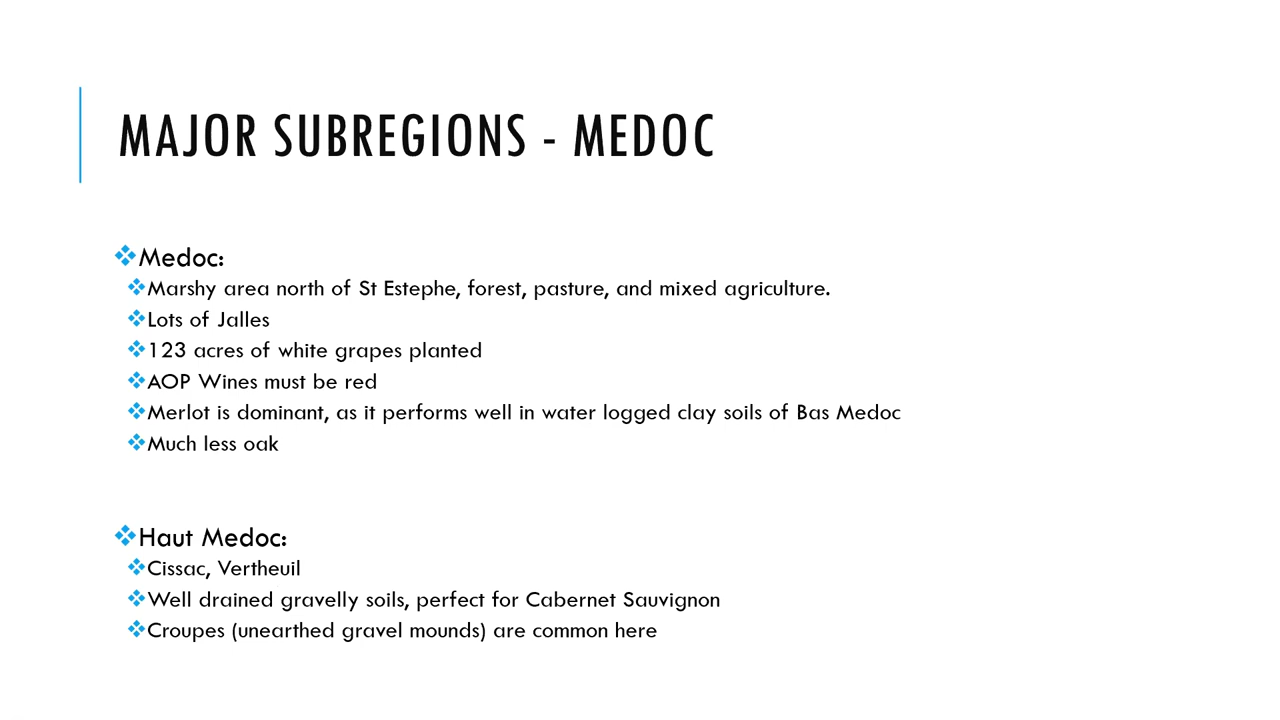 MAJOR SUBREGIONS - MEDOC
Medoc:
Marshy area north of St Estephe, forest, pasture, and mixed agriculture.
Lots of Jalles
123 acres of white grapes planted
AOP Wines must be red
Merlot is dominant, as it performs well in water logged clay soils of Bas Medoc
Much less oak
Haut Medoc:
Cissac, Vertheuil
Well drained gravelly soils, perfect for Cabernet Sauvignon
Croupes (unearthed gravel mounds) are common here